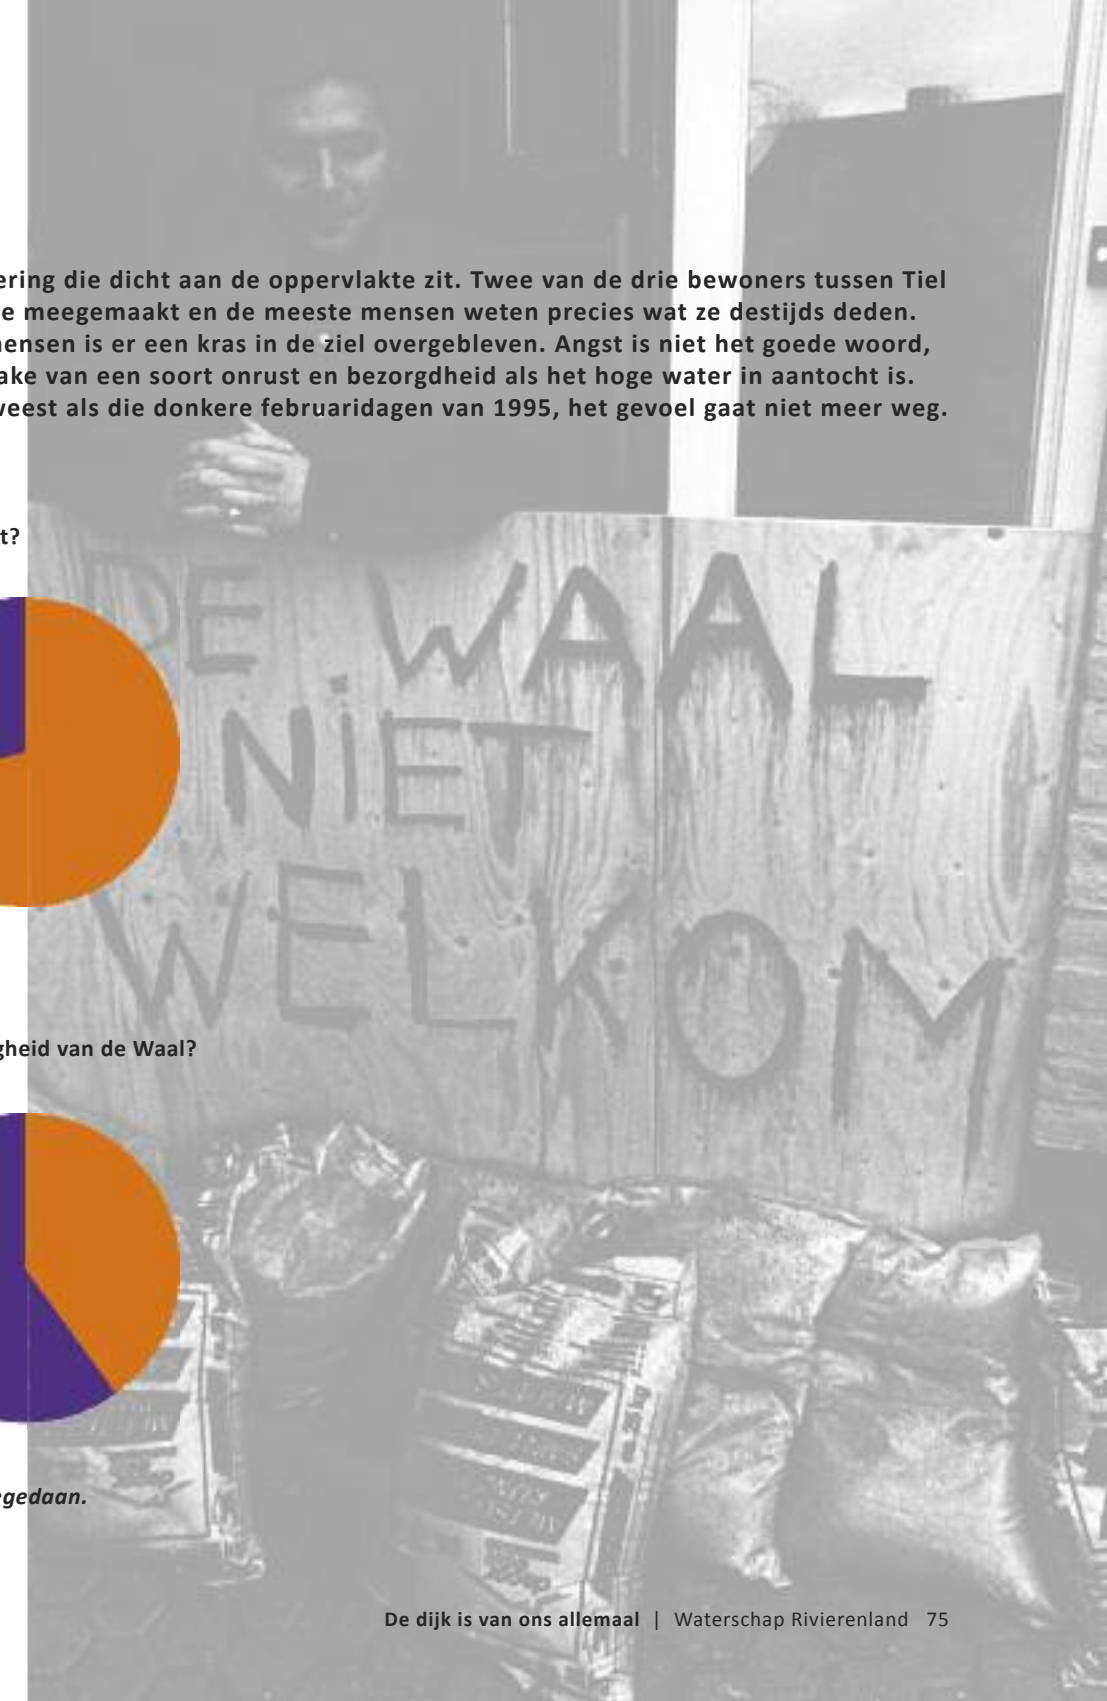 ering die dicht aan de oppervlakte zit. Twee van de drie bewoners tussen Tiel
e meegemaakt en de meeste mensen weten precies wat ze destijds deden.
mensen is er een kras in de ziel overgebleven. Angst is niet het goede woord,
ake van een soort onrust en bezorgdheid als het hoge water in aantocht is.
weest als die donkere februaridagen van 1995, het gevoel gaat niet meer weg.
t?
DE WAAL
NiET
WELKOM
gheid van de Waal?
egedaan.
De dijk is van ons allemaal | Waterschap Rivierenland 75